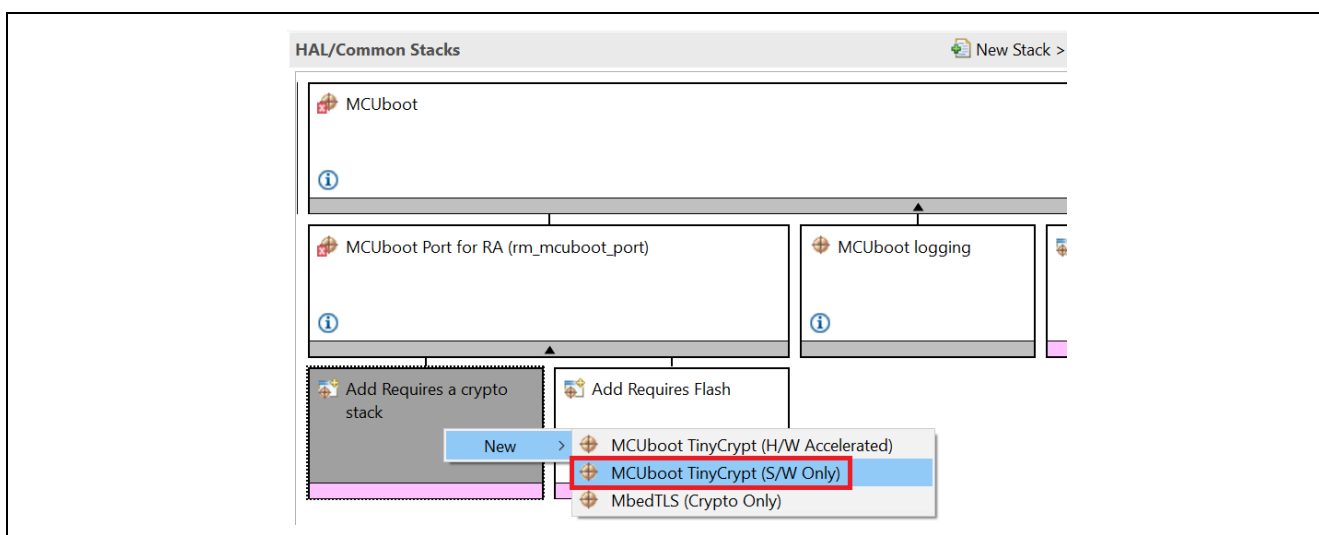 HAL/Common Stacks
New Stack >
MCUboot
MCUboot Port for RA (rm_mcuboot_port)
MCUboot logging
Add Requires a crypto
stack
Add Requires Flash
New >
MCUboot TinyCrypt (H/W Accelerated)
MCUboot TinyCrypt (S/W Only)
MbedTLS (Crypto Only)